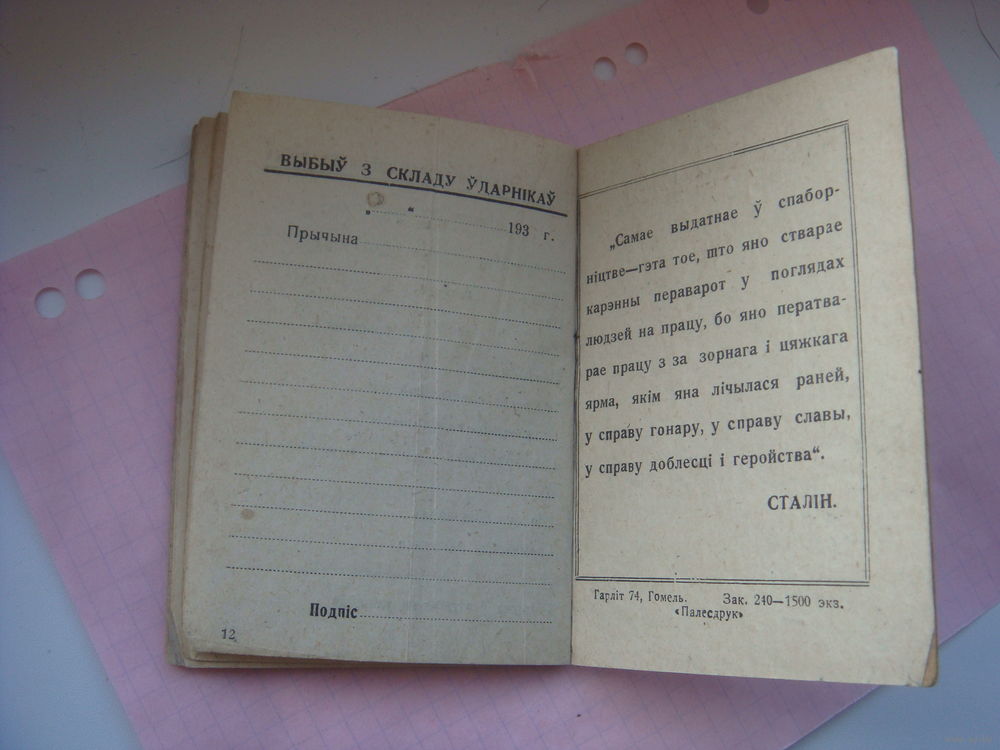 ВЫБЫЎ З СКЛАДУ ЎДАРНІКАЎ
„ “ 193 г.
Прычына
Подпіс
12
„Самае выдатнае ў спабор-
ніцтве—гэта тое, што яно стварае
карэнны пераварот у поглядах
людзей на працу, бо яно ператва-
рае працу з за зорнага і цяжкага
ярма, якім яна лічылася раней,
у справу гонару, у справу славы,
у справу доблесці і геройства“.
СТАЛІН.
Гарліт 74, Гомель. Зак. 240—1500 экз.
«Палесдрук»